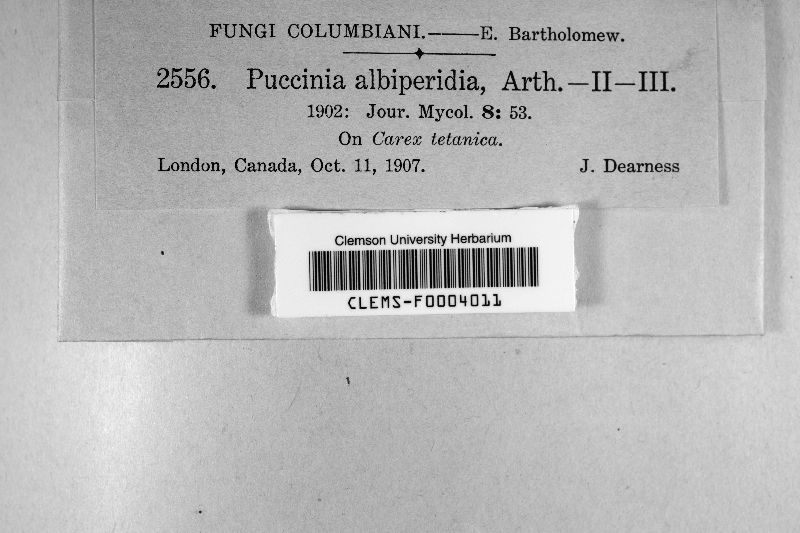 FUNGI COLUMBIANI.——E. Bartholomew.
2556. Puccinia albiperidia, Arth.—II—III.
1902: Jour. Mycol. 8: 53.
On Carex tetanica.
London, Canada, Oct. 11, 1907. J. Dearness
Clemson University Herbarium
CLEMS-F0004011